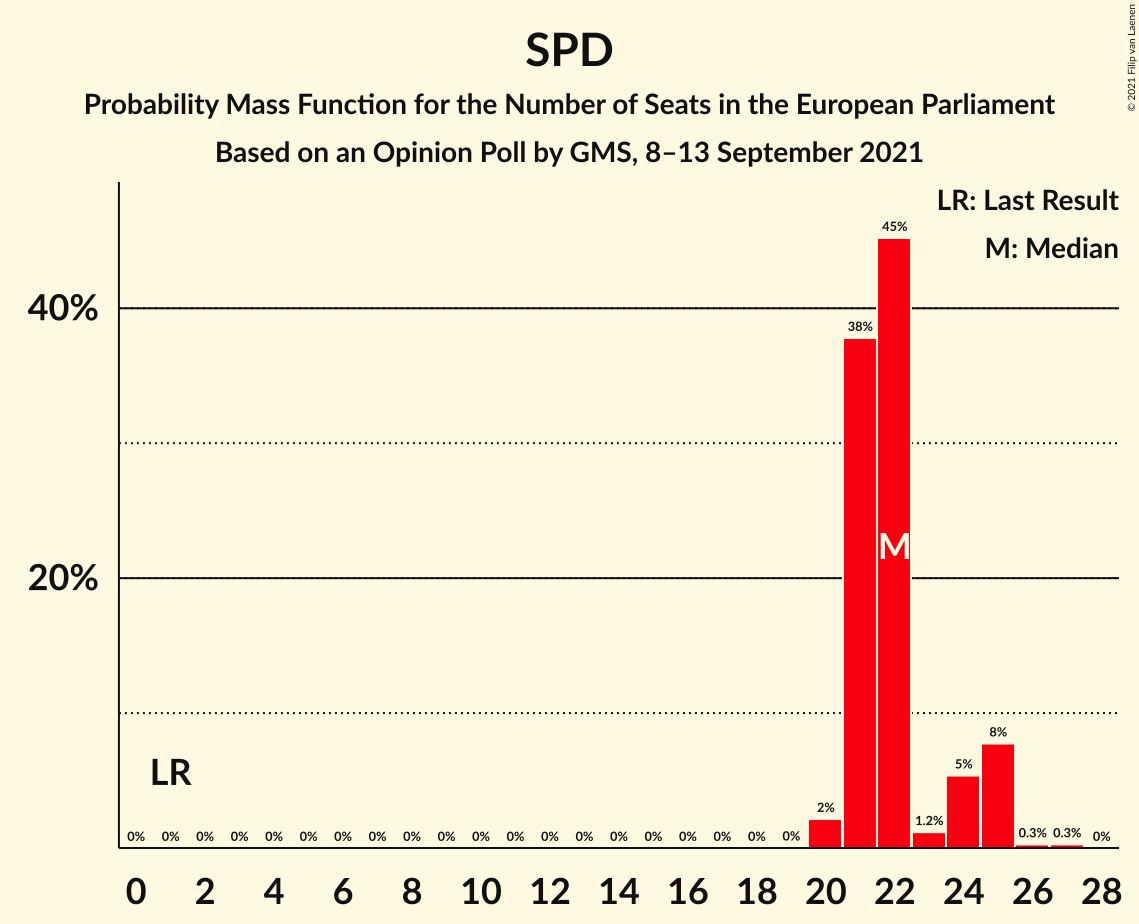 SPD
Probability Mass Function for the Number of Seats in the European Parliament
Based on an Opinion Poll by GMS, 8–13 September 2021
© 2021 Filip van Laenen
LR: Last Result
M: Median
45%
40%
38%
M
20%
8%
5%
LR
2%
1.2%
0% 0% 0% 0% 0% 0% 0% 0% 0% 0% 0% 0% 0% 0% 0% 0% 0% 0% 0% 0% 0.3% 0.3% 0%
0 2 4 6 8 10 12 14 16 18 20 22 24 26 28